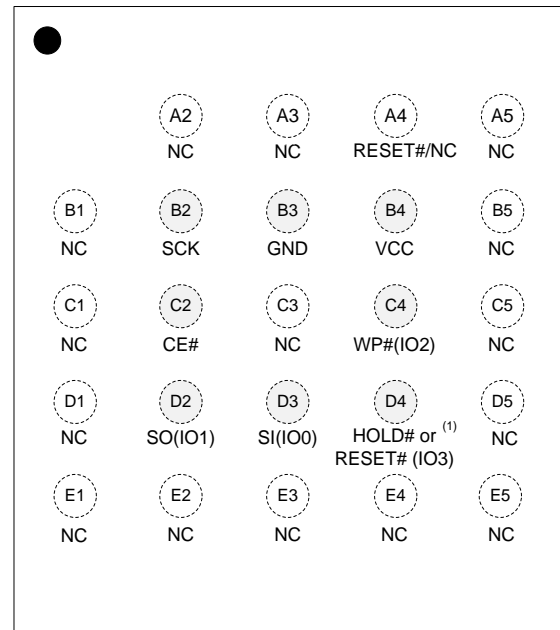 A2 A3 A4 A5
NC NC RESET#/NC NC
B1 B2 B3 B4 B5
NC SCK GND VCC NC
C1 C2 C3 C4 C5
NC CE# NC WP#(IO2) NC
D1 D2 D3 D4 D5
NC SO(IO1) SI(IO0) HOLD# or (1) NC
RESET# (IO3)
E1 E2 E3 E4 E5
NC NC NC NC NC